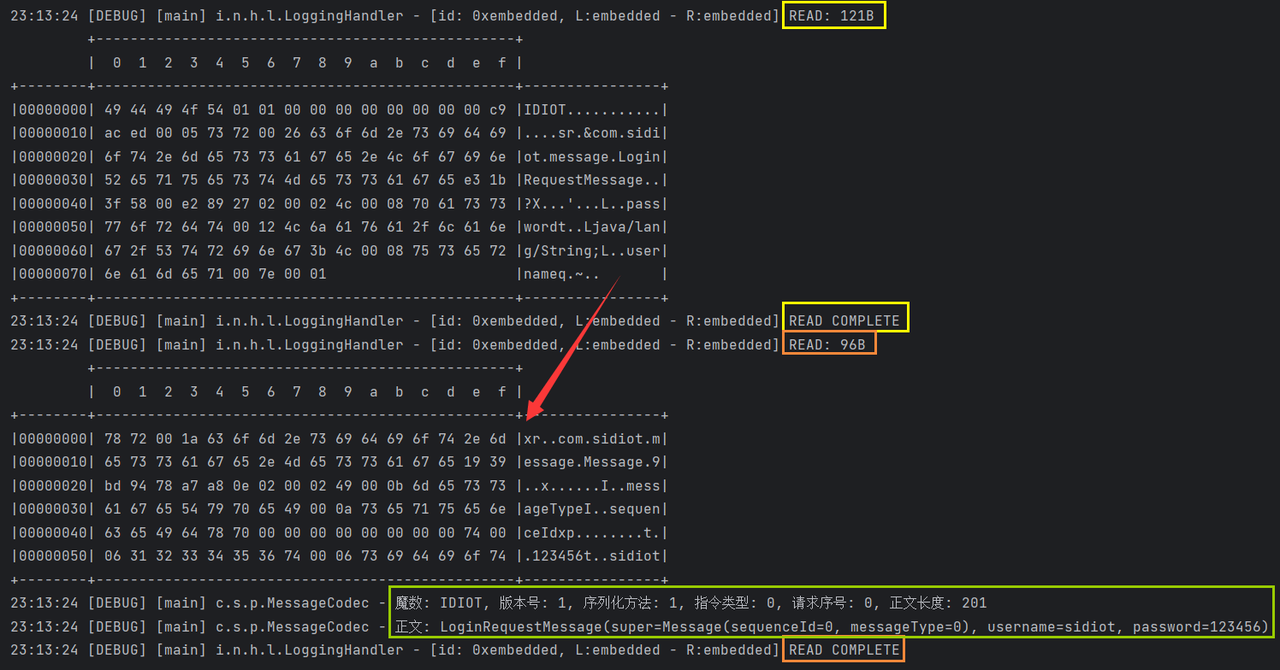 23:13:24 [DEBUG] [main] i.n.h.l.LoggingHandler - [id: 0xembedded, L:embedded - R:embedded] READ: 121B
+-------------------------------------------------+
| 0 1 2 3 4 5 6 7 8 9 a b c d e f |
+--------+-------------------------------------------------+----------------+
|00000000| 49 44 49 4f 54 01 01 00 00 00 00 00 00 00 00 c9 |IDIOT...........|
|00000010| ac ed 00 05 73 72 00 26 63 6f 6d 2e 73 69 64 69 |....sr.&com.sidi|
|00000020| 6f 74 2e 6d 65 73 73 61 67 65 2e 4c 6f 67 69 6e |ot.message.Login|
|00000030| 52 65 71 75 65 73 74 4d 65 73 73 61 67 65 e3 1b |RequestMessage..|
|00000040| 3f 58 00 e2 89 27 02 00 02 4c 00 08 70 61 73 73 |?X...'...L..pass|
|00000050| 77 6f 72 64 74 00 12 4c 6a 61 76 61 2f 6c 61 6e |wordt..Ljava/lan|
|00000060| 67 2f 53 74 72 69 6e 67 3b 4c 00 08 75 73 65 72 |g/String;L..user|
|00000070| 6e 61 6d 65 71 00 7e 00 01 |nameq.~.. |
+--------+-------------------------------------------------+----------------+
23:13:24 [DEBUG] [main] i.n.h.l.LoggingHandler - [id: 0xembedded, L:embedded - R:embedded] READ COMPLETE
23:13:24 [DEBUG] [main] i.n.h.l.LoggingHandler - [id: 0xembedded, L:embedded - R:embedded] READ: 96B
+-------------------------------------------------+
| 0 1 2 3 4 5 6 7 8 9 a b c d e f |
+--------+-------------------------------------------------+----------------+
|00000000| 78 72 00 1a 63 6f 6d 2e 73 69 64 69 6f 74 2e 6d |xr..com.sidiot.m|
|00000010| 65 73 73 61 67 65 2e 4d 65 73 73 61 67 65 19 39 |essage.Message.9|
|00000020| bd 94 78 a7 a8 0e 02 00 02 49 00 0b 6d 65 73 73 |..x......I..mess|
|00000030| 61 67 65 54 79 70 65 49 00 0a 73 65 71 75 65 6e |ageTypeI..sequen|
|00000040| 63 65 49 64 78 70 00 00 00 00 00 00 00 00 74 00 |ceIdxp........t.|
|00000050| 06 31 32 33 34 35 36 74 00 06 73 69 64 69 6f 74 |.123456t..sidiot|
+--------+-------------------------------------------------+----------------+
23:13:24 [DEBUG] [main] c.s.p.MessageCodec - 魔数: IDIOT, 版本号: 1, 序列化方法: 1, 指令类型: 0, 请求序号: 0, 正文长度: 201
23:13:24 [DEBUG] [main] c.s.p.MessageCodec - 正文: LoginRequestMessage(super=Message(sequenceId=0, messageType=0), username=sidiot, password=123456)
23:13:24 [DEBUG] [main] i.n.h.l.LoggingHandler - [id: 0xembedded, L:embedded - R:embedded] READ COMPLETE